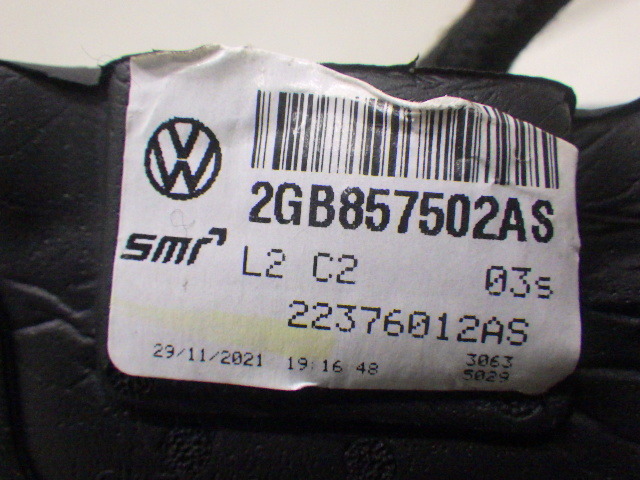 2GB857502AS
smr L2 C2 03s
22376012AS
29/11/2021 19:16:48 3063
5029